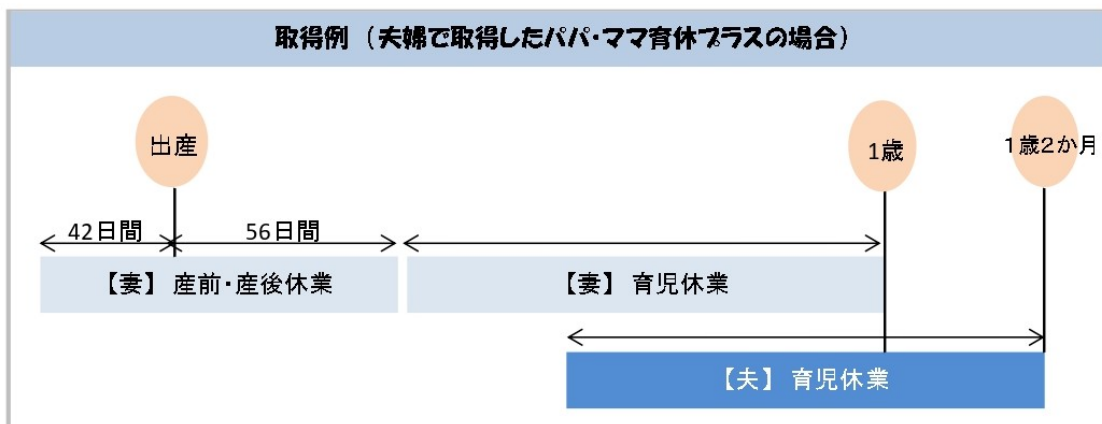 取得例（夫婦で取得したパパ・ママ育休プラスの場合）
出産
1歳
１歳２か月
42日間
56日間
【妻】 産前・産後休業
【妻】 育児休業
【夫】 育児休業